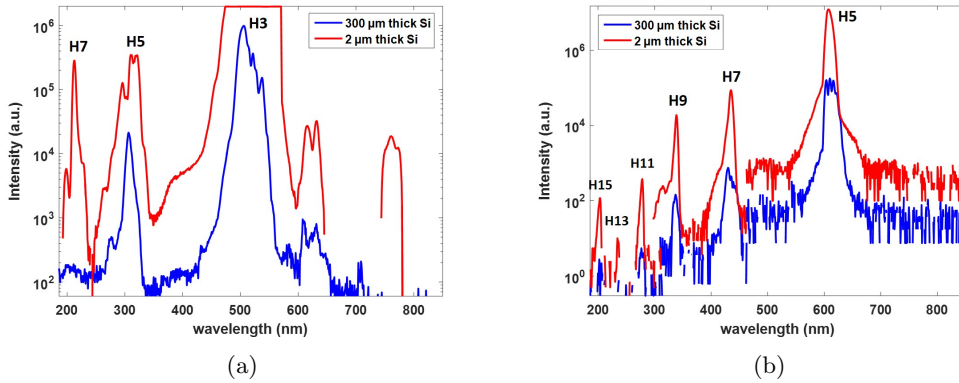 H7 H5 H3
300 µm thick Si
2 µm thick Si
10^6
10^5
10^4
10^3
10^2
Intensity (a.u.)
200 300 400 500 600 700 800
wavelength (nm)
(a)
H5
300 µm thick Si
2 µm thick Si
H7
H9
H11
H15
H13
10^6
10^4
10^2
10^0
Intensity (a.u.)
200 300 400 500 600 700 800
wavelength (nm)
(b)